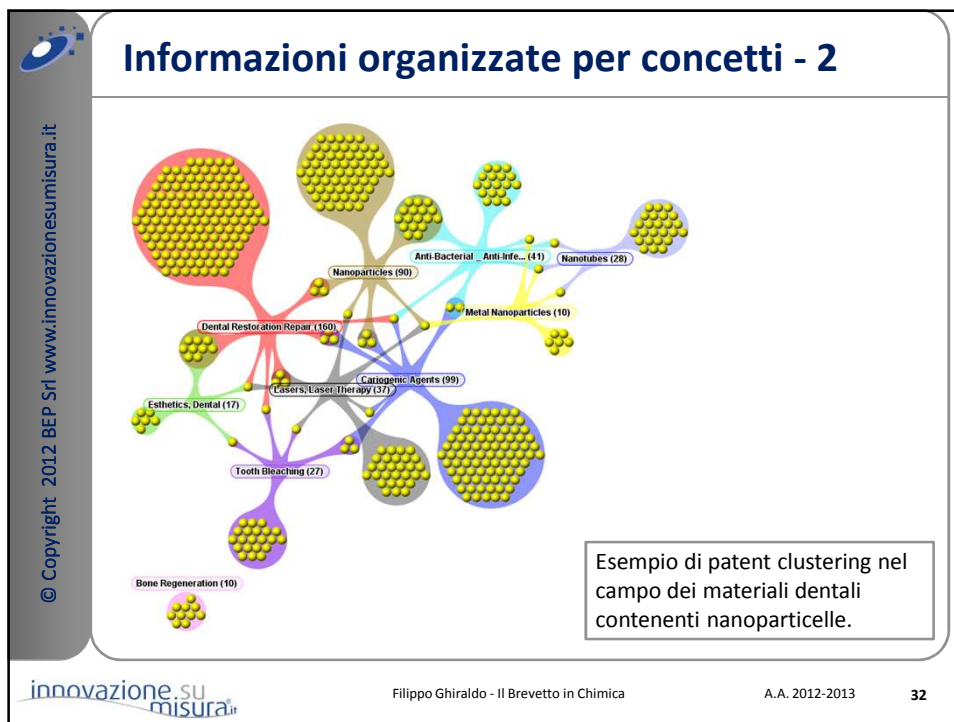 Informazioni organizzate per concetti - 2
© Copyright 2012 BEP Srl www.innovazionesumisura.it
Anti-Bacterial _ Anti-Infe... (41)
Nanotubes (28)
Nanoparticles (90)
Metal Nanoparticles (10)
Dental Restoration Repair (160)
Cariogenic Agents (99)
Lasers, Laser Therapy (37)
Esthetics, Dental (17)
Tooth Bleaching (27)
Bone Regeneration (10)
Esempio di patent clustering nel
campo dei materiali dentali
contenenti nanoparticelle.
innovazione.su
misura.it
Filippo Ghiraldo - Il Brevetto in Chimica
A.A. 2012-2013
32